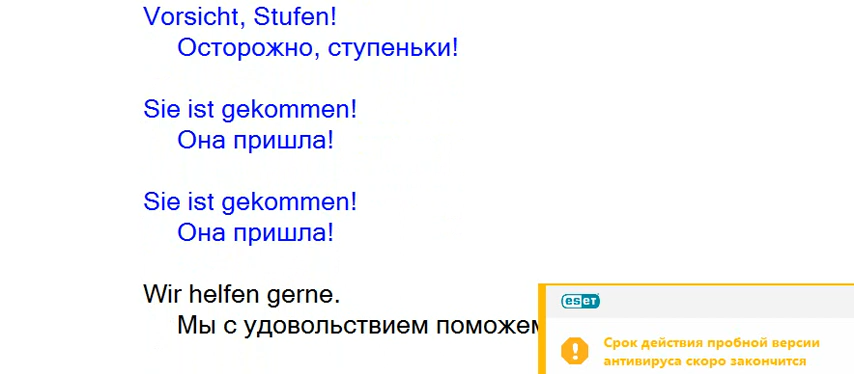 Vorsicht, Stufen!
Осторожно, ступеньки!
Sie ist gekommen!
Она пришла!
Sie ist gekommen!
Она пришла!
Wir helfen gerne.
Мы с удовольствием поможем
eset
Срок действия пробной версии
антивируса скоро закончится